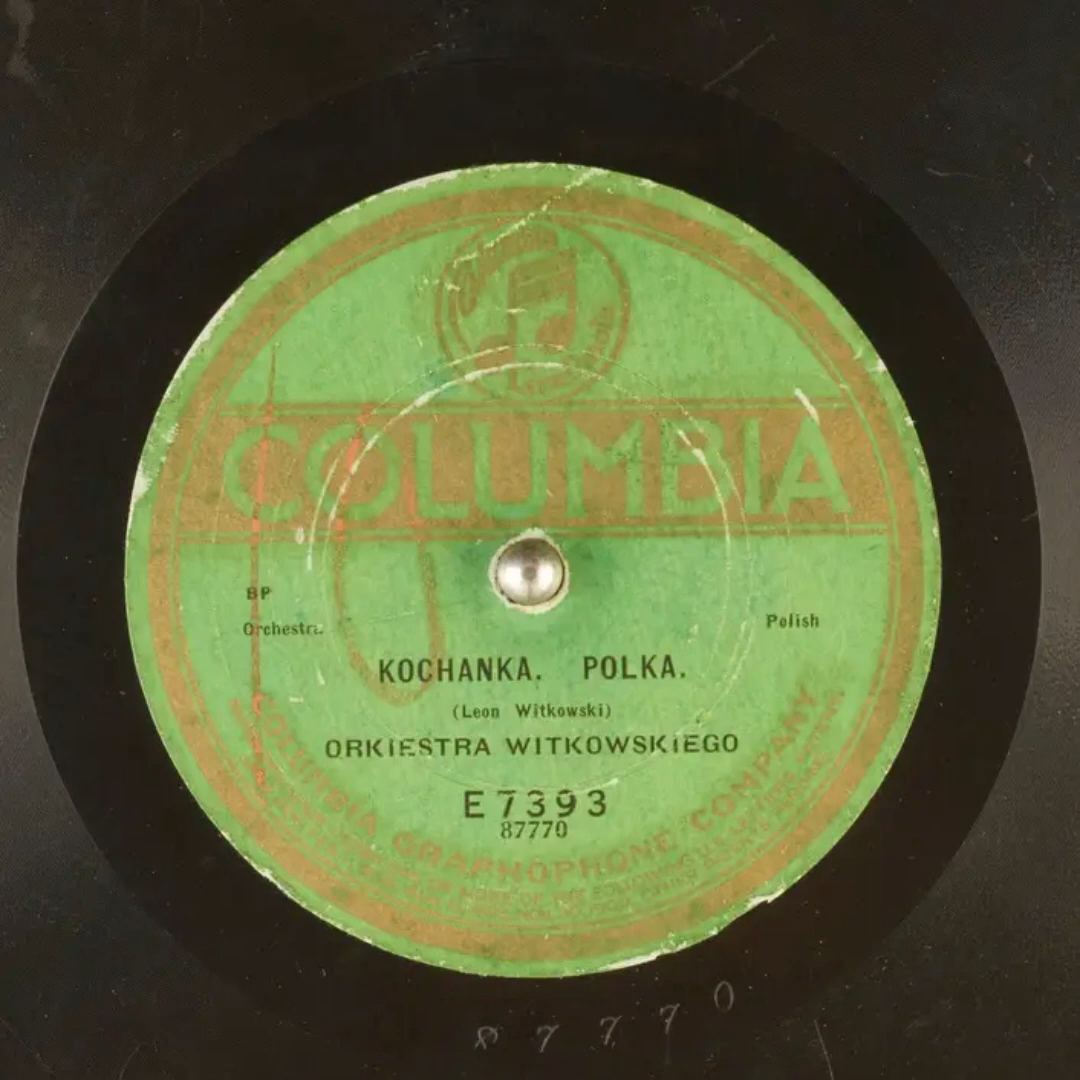 COLUMBIA
BP
Orchestra
Polish
KOCHANKA. POLKA.
(Leon Witkowski)
ORKIESTRA WITKOWSKIEGO
E7393
87770
COLUMBIA GRAPHOPHONE COMPANY
87770